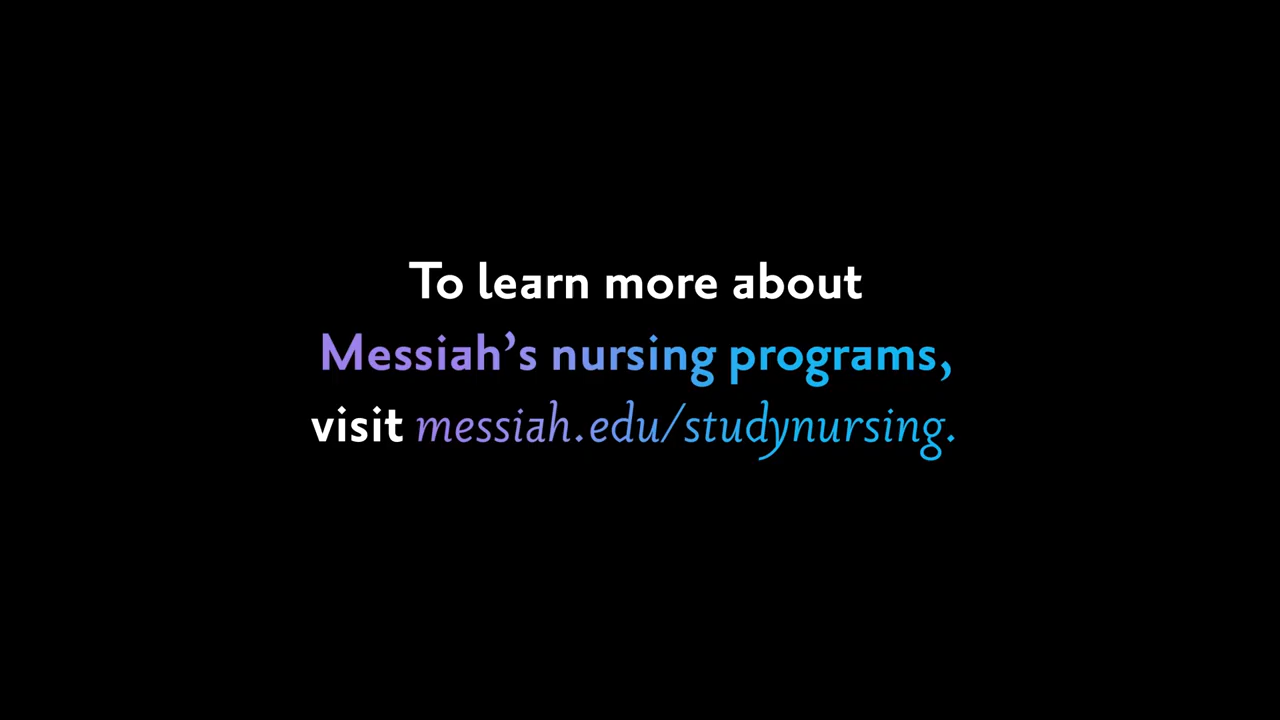 To learn more about
Messiah’s nursing programs,
visit messiah.edu/studynursing.